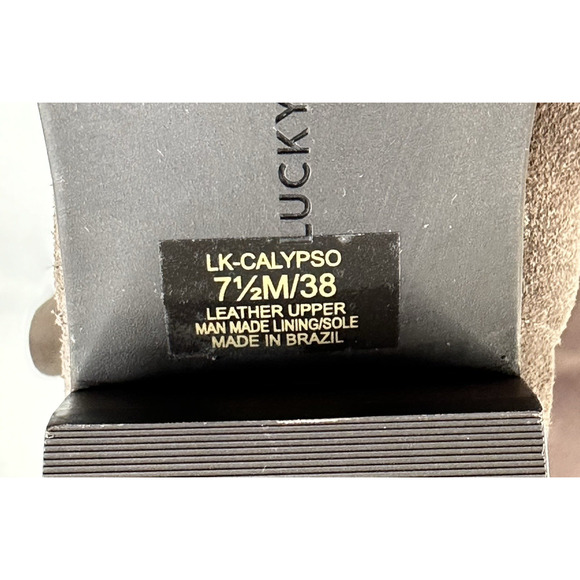 LUCKY
LK-CALYPSO
7½M/38
LEATHER UPPER
MAN MADE LINING/SOLE
MADE IN BRAZIL